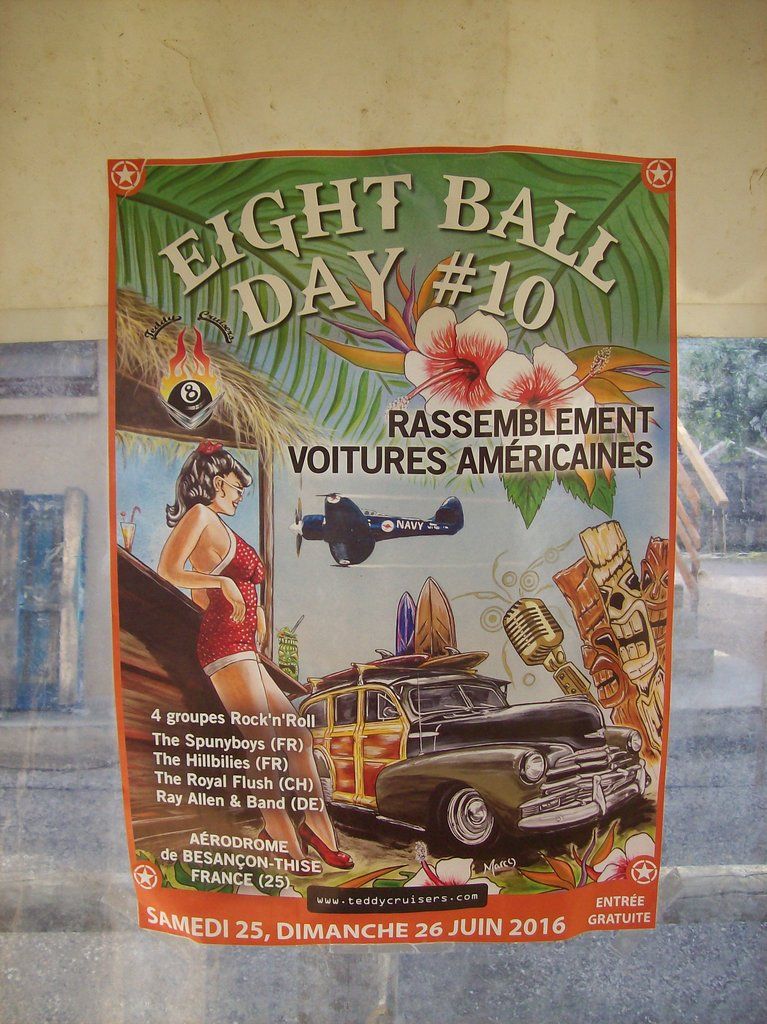 EIGHT BALL
DAY #10
Teddy Cruisers
8
RASSEMBLEMENT
VOITURES AMÉRICAINES
NAVY
4 groupes Rock'n'Roll
The Spunyboys (FR)
The Hillbilies (FR)
The Royal Flush (CH)
Ray Allen & Band (DE)
AÉRODROME
de BESANÇON-THISE
FRANCE (25)
Marcy
www.teddycruisers.com
SAMEDI 25, DIMANCHE 26 JUIN 2016
ENTRÉE
GRATUITE